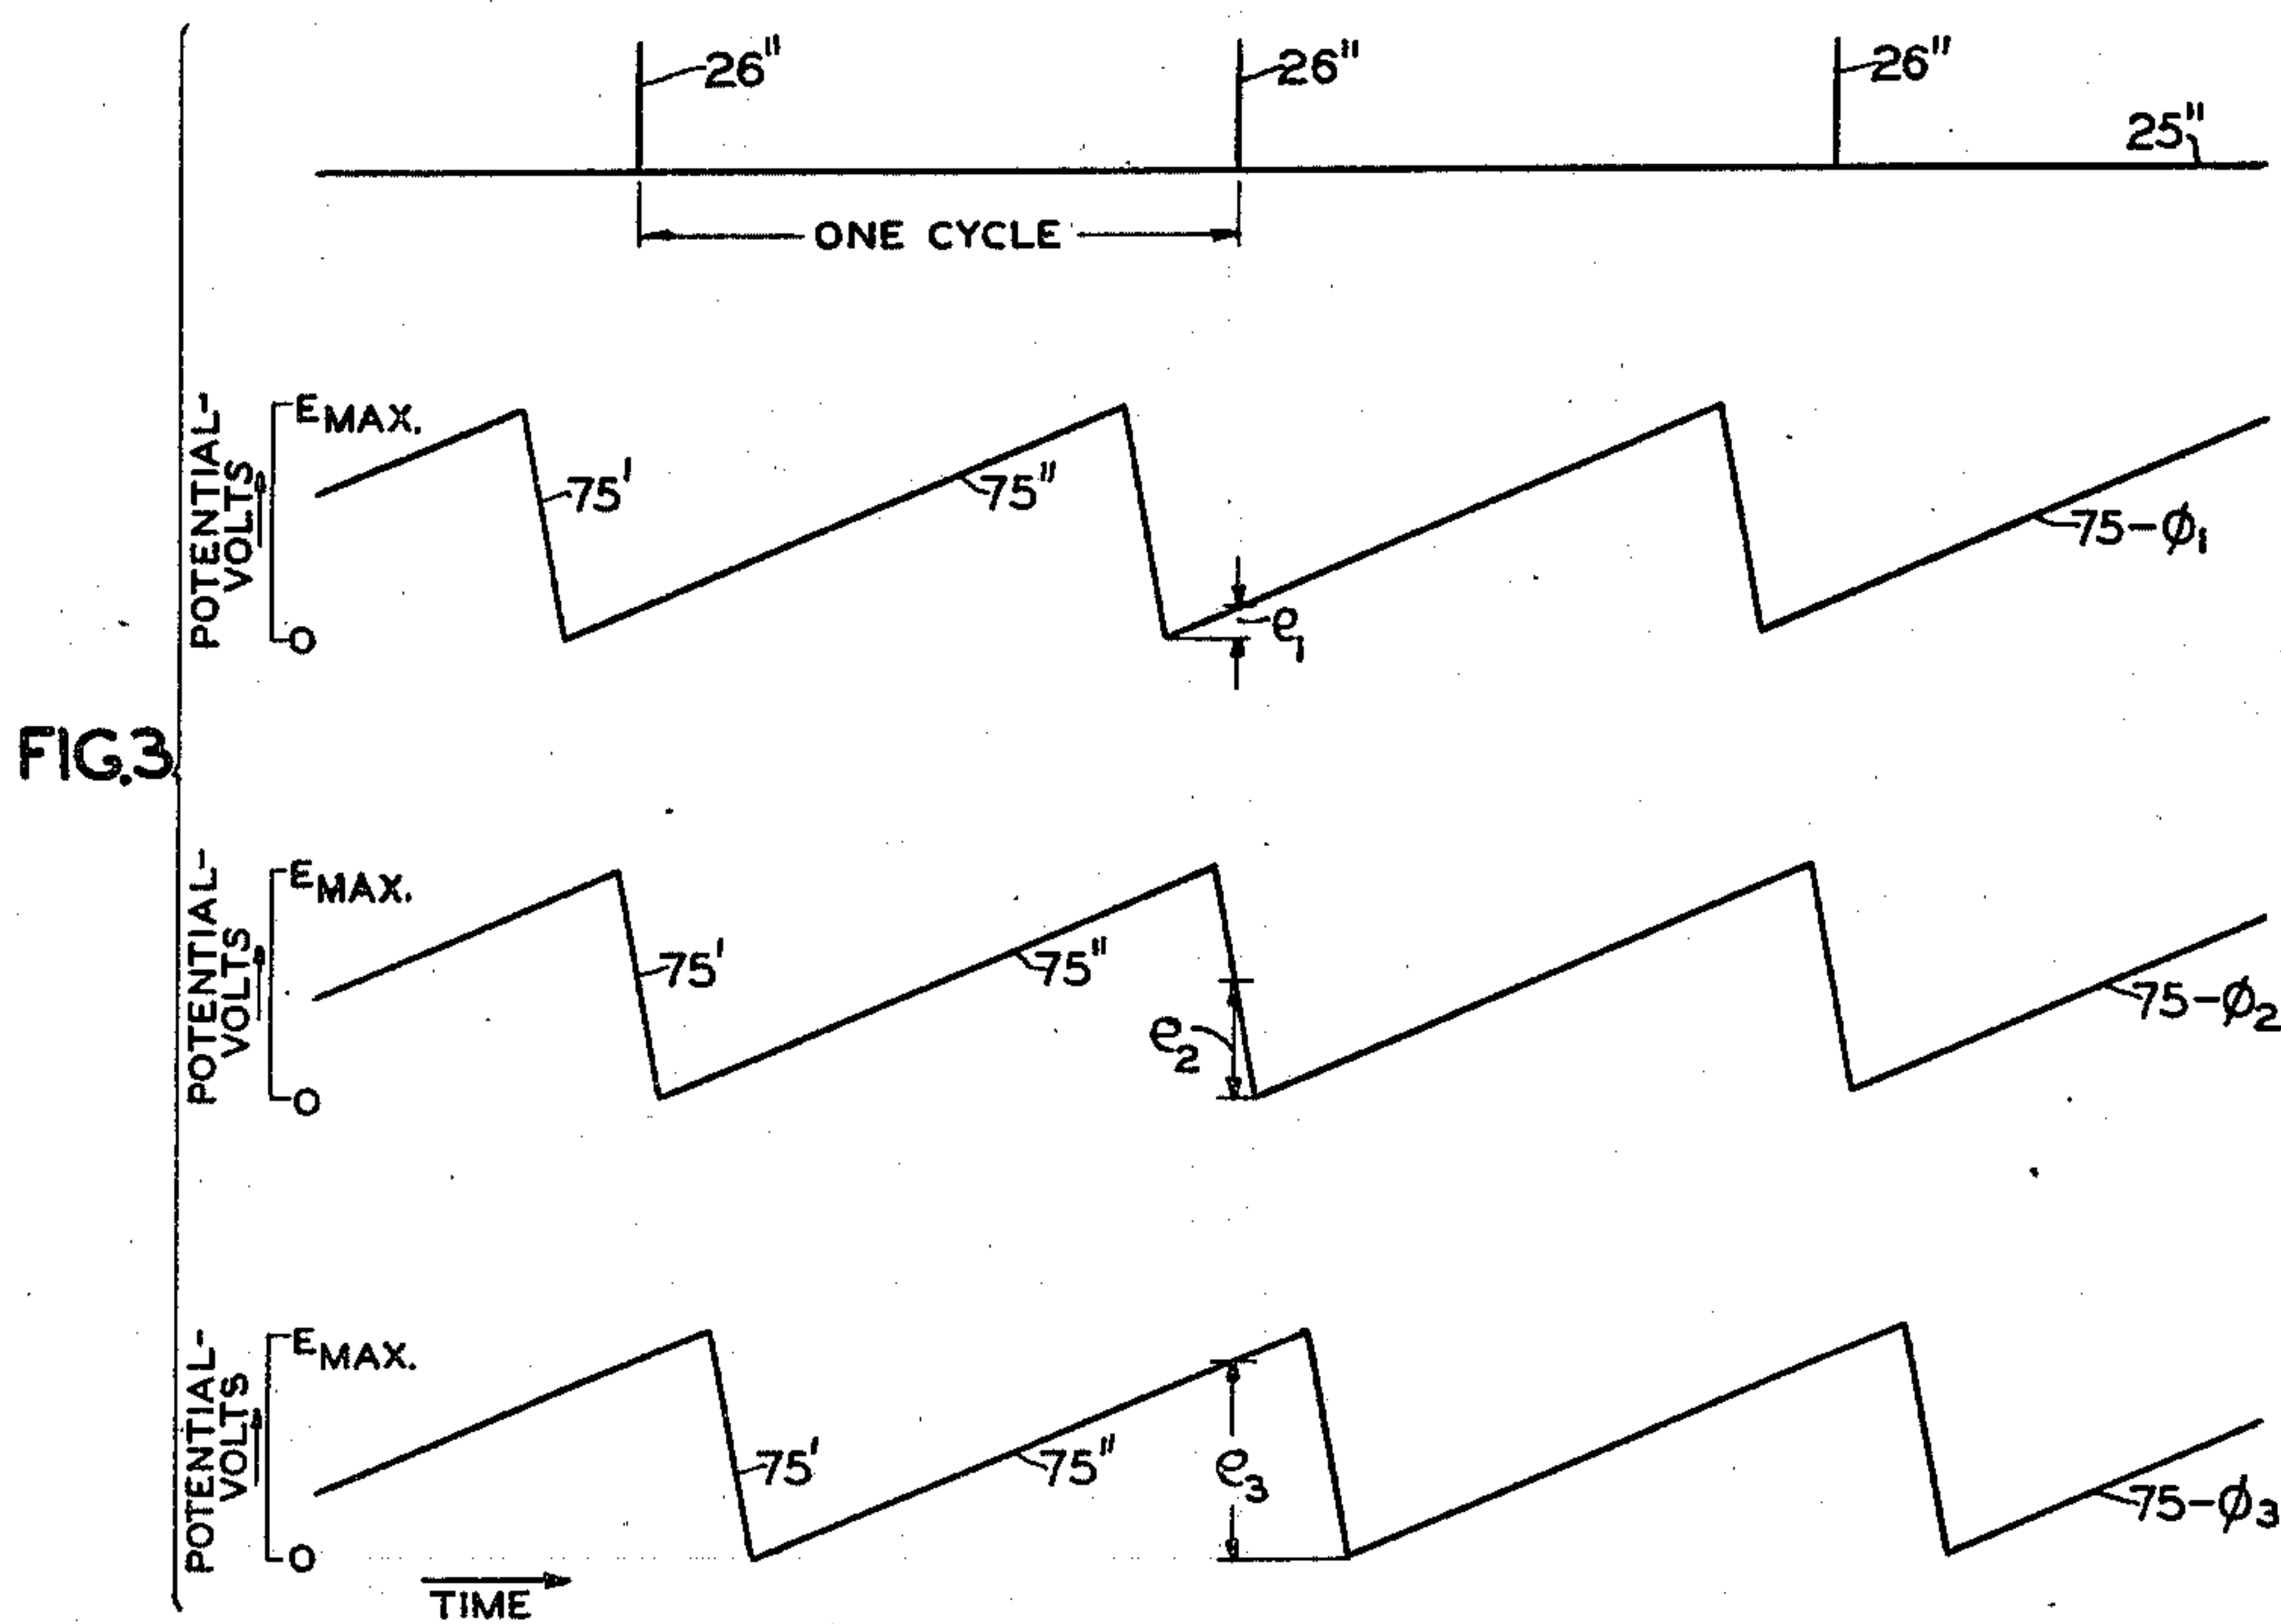 26"
26"
26"
25"
ONE CYCLE
POTENTIAL-
VOLTS
EMAX.
O
75'
75"
75-ϕ1
e1
FIG.3
POTENTIAL-
VOLTS
EMAX.
O
75'
75"
75-ϕ2
e2
POTENTIAL-
VOLTS
EMAX.
O
75'
75"
75-ϕ3
e3
TIME